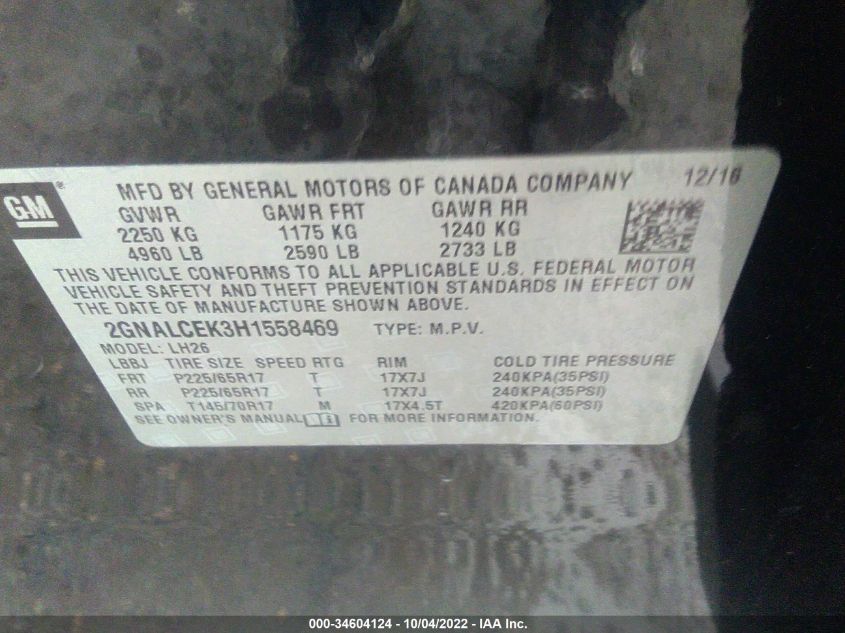 GM
MFD BY GENERAL MOTORS OF CANADA COMPANY 12/16
GVWR GAWR FRT GAWR RR
2250 KG 1175 KG 1240 KG
4960 LB 2590 LB 2733 LB
THIS VEHICLE CONFORMS TO ALL APPLICABLE U.S. FEDERAL MOTOR
VEHICLE SAFETY AND THEFT PREVENTION STANDARDS IN EFFECT ON
THE DATE OF MANUFACTURE SHOWN ABOVE.
2GNALCEK3H1558469 TYPE: M.P.V.
MODEL: LH26
LBBJ TIRE SIZE SPEED RTG RIM COLD TIRE PRESSURE
FRT P225/65R17 T 17X7J 240KPA(35PSI)
RR P225/65R17 T 17X7J 240KPA(35PSI)
SPA T145/70R17 M 17X4.5T 420KPA(60PSI)
SEE OWNER'S MANUAL FOR MORE INFORMATION.
000-34604124 - 10/04/2022 - IAA Inc.